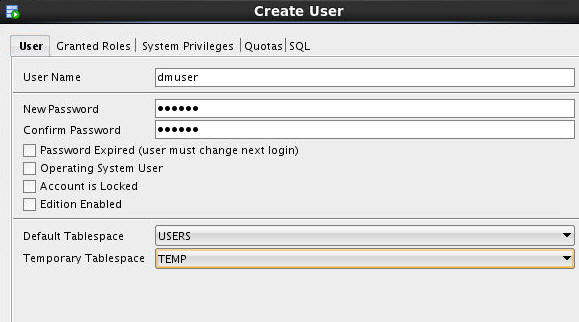 Create User
User Granted Roles System Privileges Quotas SQL
User Name dmuser
New Password ••••••
Confirm Password ••••••
Password Expired (user must change next login)
Operating System User
Account is Locked
Edition Enabled
Default Tablespace USERS
Temporary Tablespace TEMP